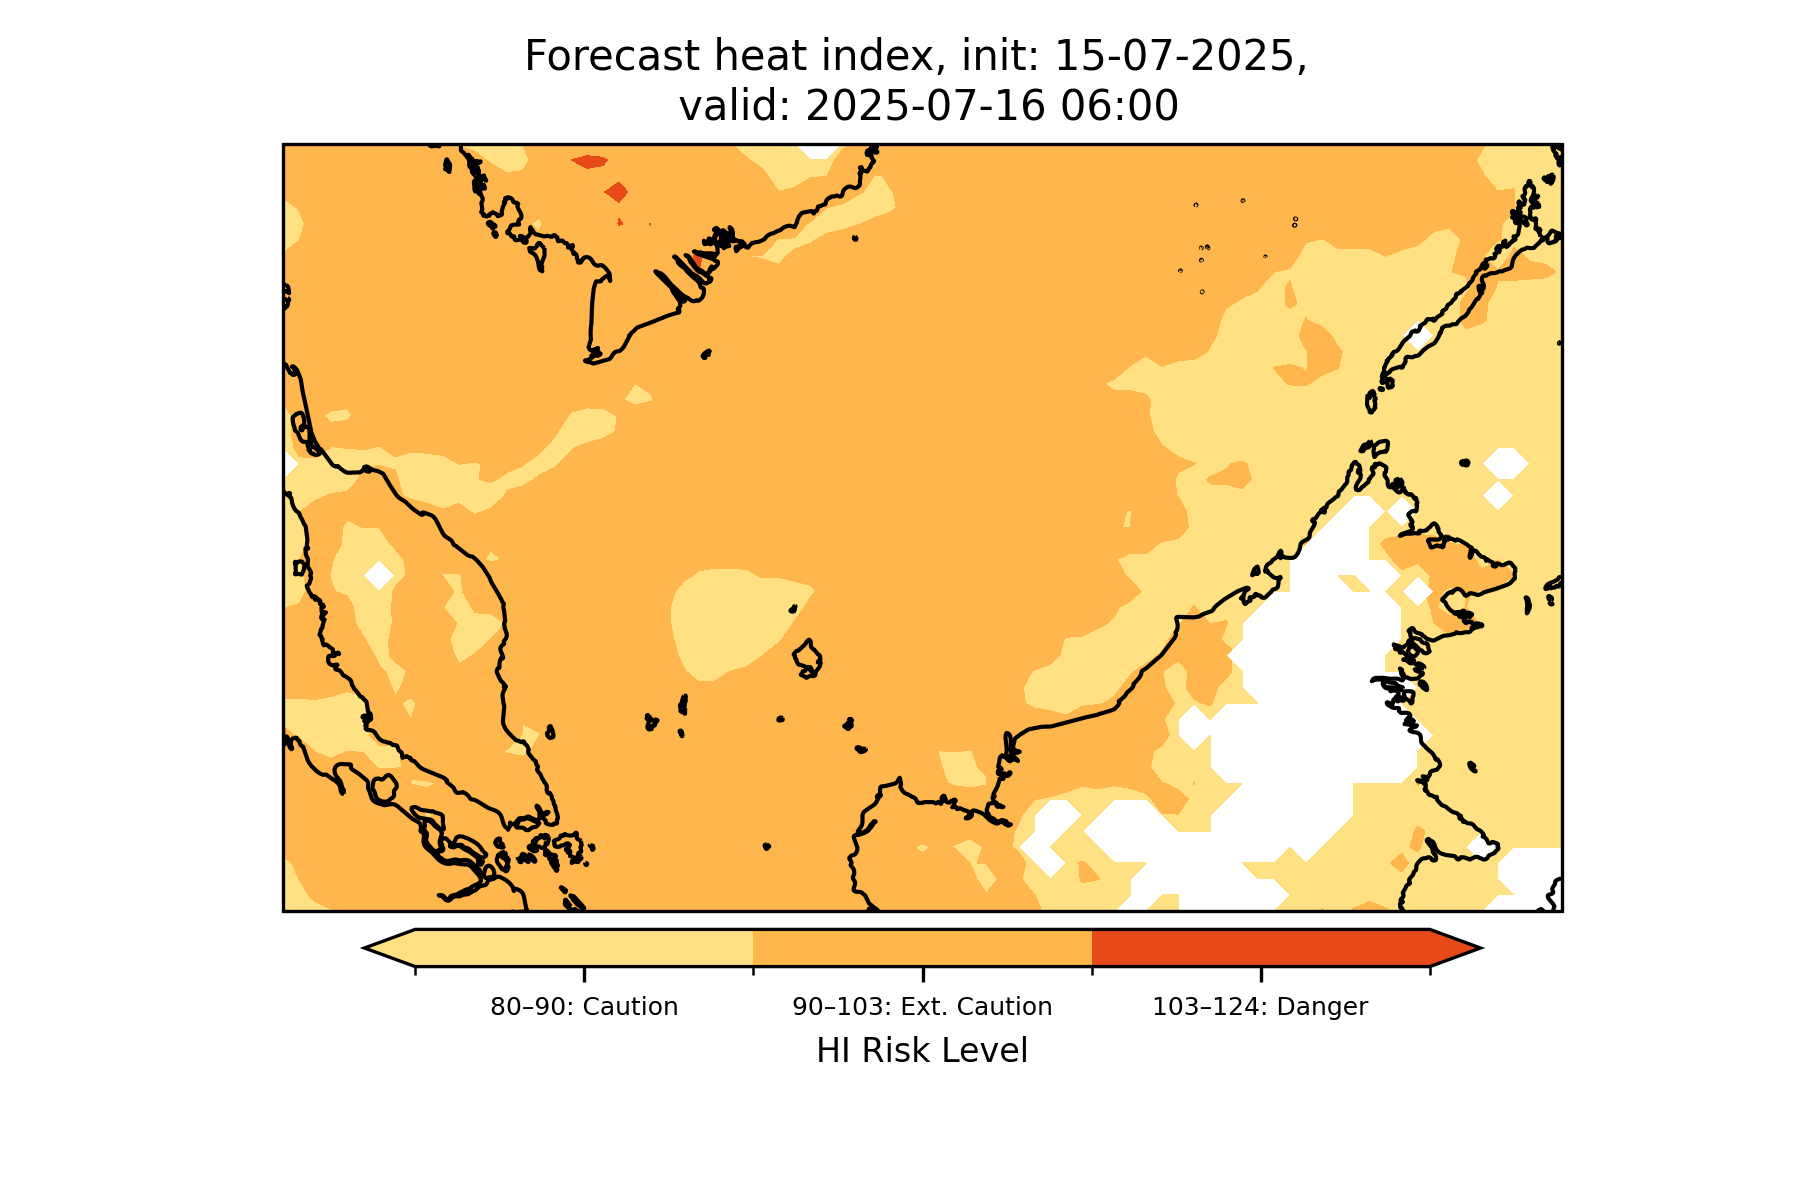 Forecast heat index, init: 15-07-2025,
valid: 2025-07-16 06:00
80–90: Caution
90–103: Ext. Caution
103–124: Danger
HI Risk Level